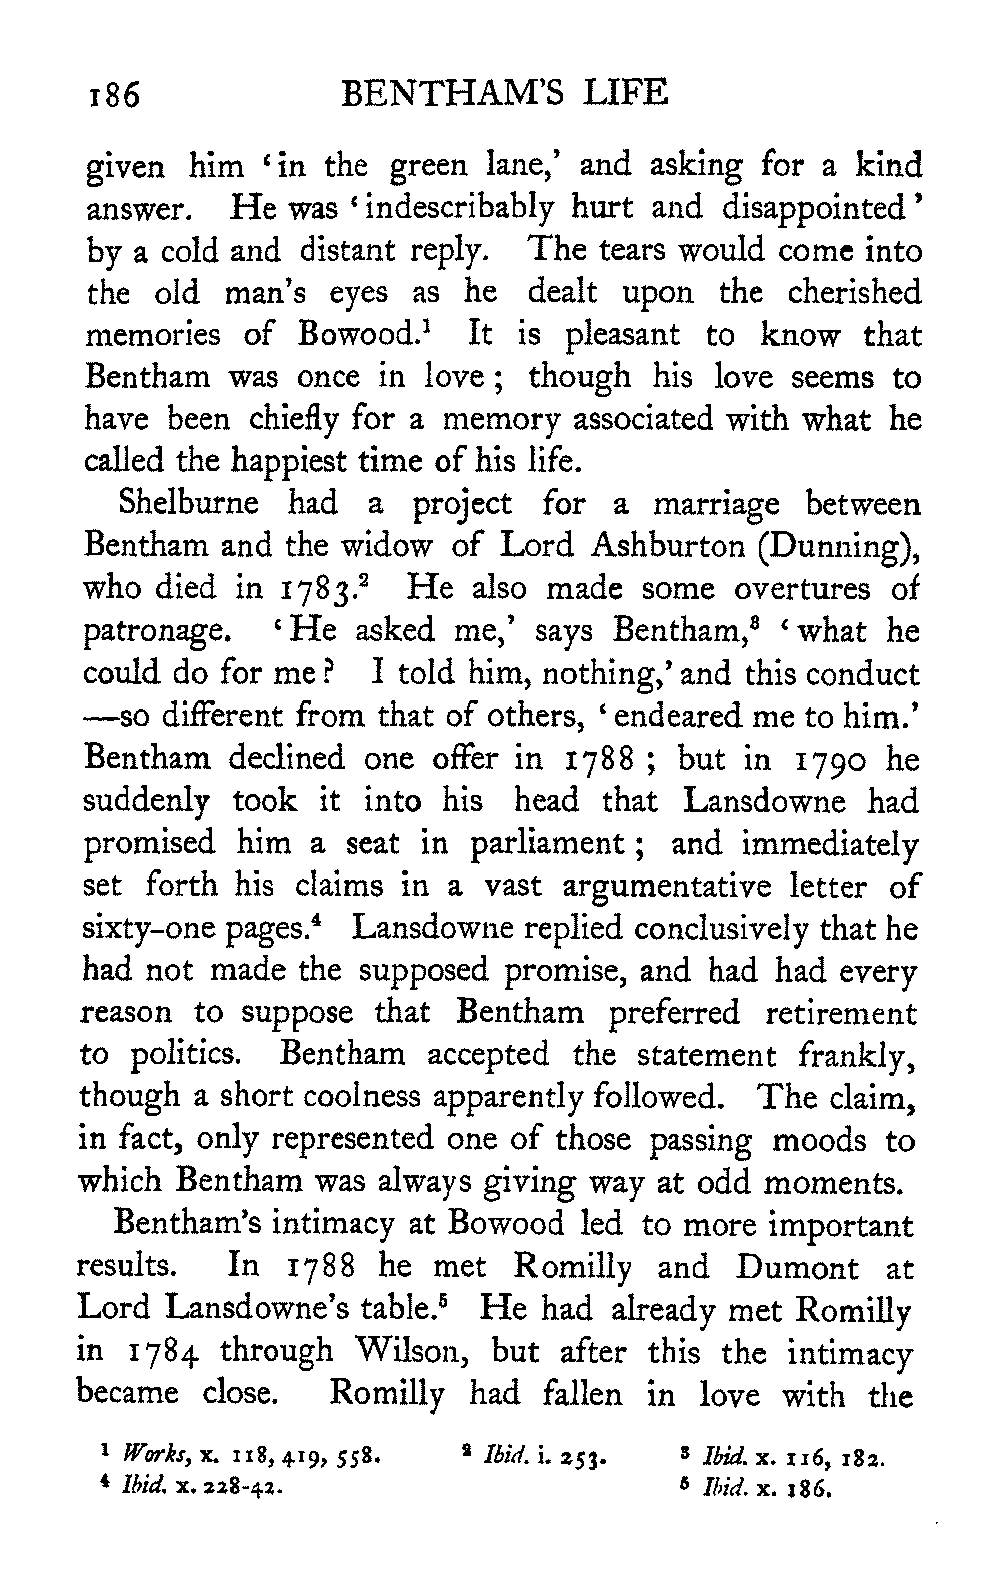 186 BENTHAM'S LIFE
given him ‘in the green lane,’ and asking for a kind
answer. He was ‘indescribably hurt and disappointed’
by a cold and distant reply. The tears would come into
the old man's eyes as he dealt upon the cherished
memories of Bowood.¹ It is pleasant to know that
Bentham was once in love; though his love seems to
have been chiefly for a memory associated with what he
called the happiest time of his life.
Shelburne had a project for a marriage between
Bentham and the widow of Lord Ashburton (Dunning),
who died in 1783.² He also made some overtures of
patronage. ‘He asked me,’ says Bentham,³ ‘what he
could do for me? I told him, nothing,’ and this conduct
—so different from that of others, ‘endeared me to him.’
Bentham declined one offer in 1788; but in 1790 he
suddenly took it into his head that Lansdowne had
promised him a seat in parliament; and immediately
set forth his claims in a vast argumentative letter of
sixty-one pages.⁴ Lansdowne replied conclusively that he
had not made the supposed promise, and had had every
reason to suppose that Bentham preferred retirement
to politics. Bentham accepted the statement frankly,
though a short coolness apparently followed. The claim,
in fact, only represented one of those passing moods to
which Bentham was always giving way at odd moments.
Bentham's intimacy at Bowood led to more important
results. In 1788 he met Romilly and Dumont at
Lord Lansdowne's table.⁵ He had already met Romilly
in 1784 through Wilson, but after this the intimacy
became close. Romilly had fallen in love with the
¹ Works, x. 118, 419, 558. ² Ibid. i. 253. ³ Ibid. x. 116, 182.
⁴ Ibid. x. 228-42. ⁵ Ibid. x. 186.